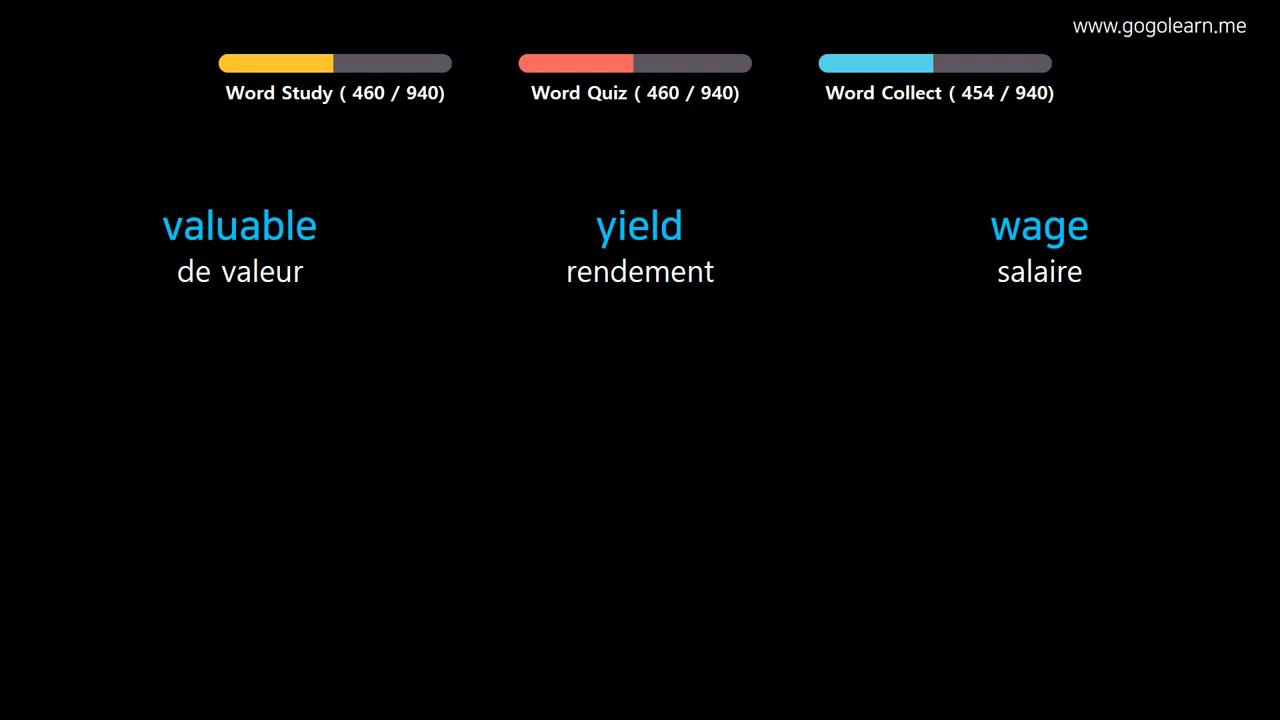 www.gogolearn.me
Word Study ( 460 / 940)
Word Quiz ( 460 / 940)
Word Collect ( 454 / 940)
valuable
de valeur
yield
rendement
wage
salaire